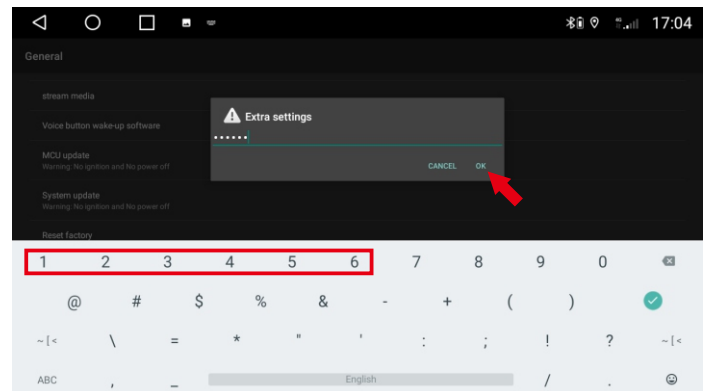 17:04
General
stream media
Voice button wake-up software
MCU update
Warning: No ignition and No power off
System update
Warning: No ignition and No power off
Reset factory
Extra settings
••••••
CANCEL OK
1 2 3 4 5 6 7 8 9 0
@ # $ % & - + ( )
~ [ < \ = * " ' : ; ! ? ~ [ <
ABC , _ English / .